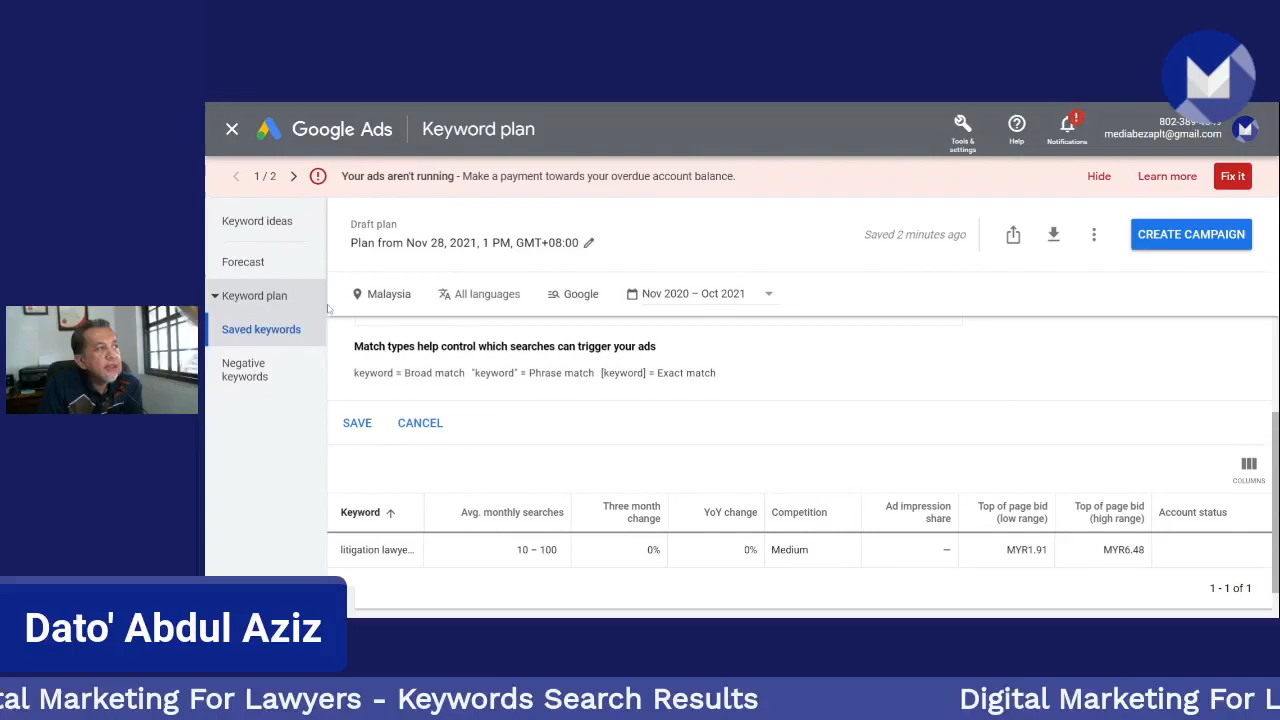 Google Ads
Keyword plan
Tools & settings
Help
Notifications
mediabezaplt@gmail.com
1 / 2
Your ads aren't running - Make a payment towards your overdue account balance.
Hide
Learn more
Fix it
Keyword ideas
Forecast
Keyword plan
Saved keywords
Negative keywords
Draft plan
Plan from Nov 28, 2021, 1 PM, GMT+08:00
Saved 2 minutes ago
CREATE CAMPAIGN
Malaysia
All languages
Google
Nov 2020 – Oct 2021
Match types help control which searches can trigger your ads
keyword = Broad match "keyword" = Phrase match [keyword] = Exact match
SAVE
CANCEL
COLUMNS
Keyword
Avg. monthly searches
Three month change
YoY change
Competition
Ad impression share
Top of page bid (low range)
Top of page bid (high range)
Account status
litigation lawye...
10 – 100
0%
0%
Medium
–
MYR1.91
MYR6.48
1 - 1 of 1
Dato' Abdul Aziz
tal Marketing For Lawyers - Keywords Search Results
Digital Marketing For L